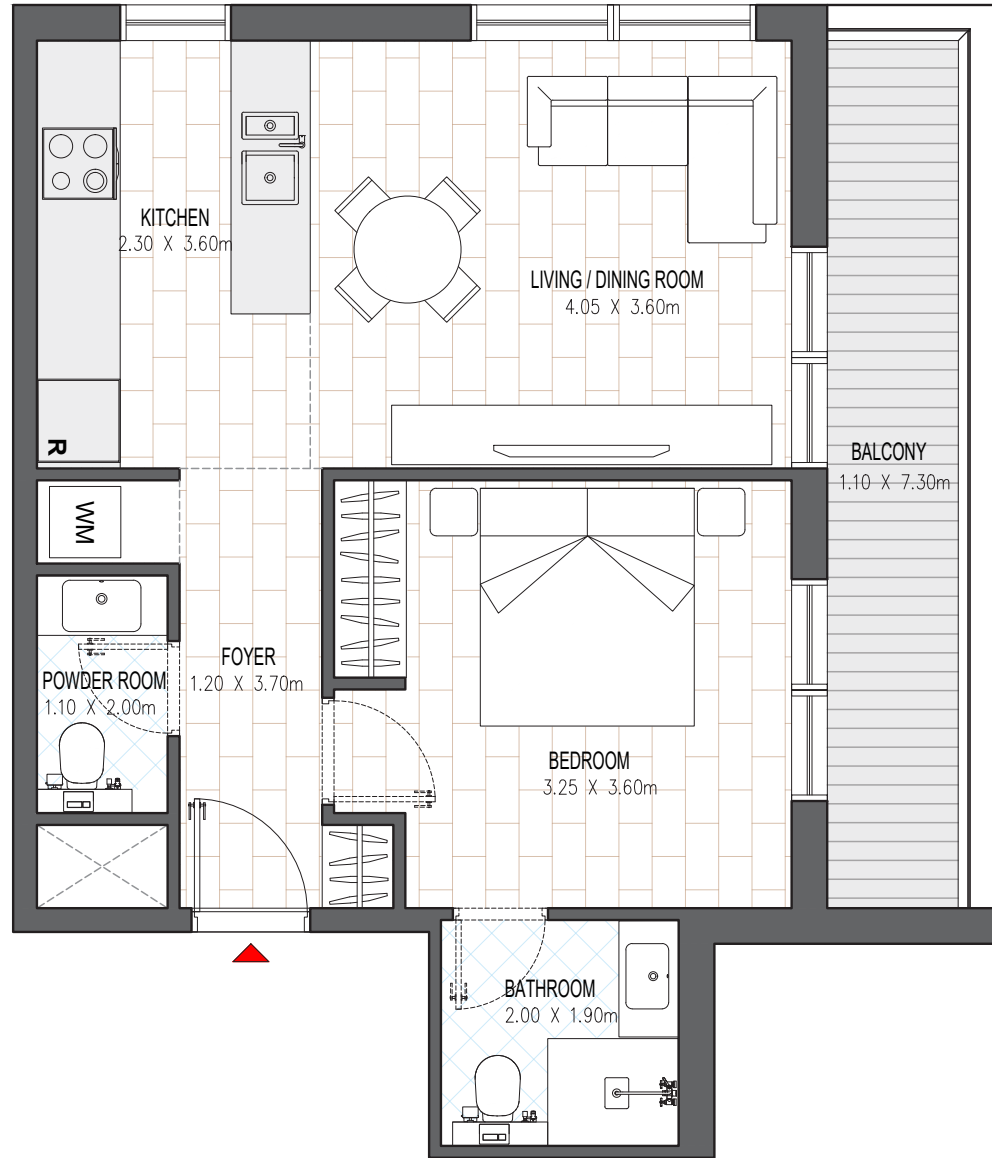 KITCHEN
2.30 X 3.60m
LIVING / DINING ROOM
4.05 X 3.60m
R
BALCONY
1.10 X 7.30m
WM
FOYER
1.20 X 3.70m
POWDER ROOM
1.10 X 2.00m
BEDROOM
3.25 X 3.60m
BATHROOM
2.00 X 1.90m